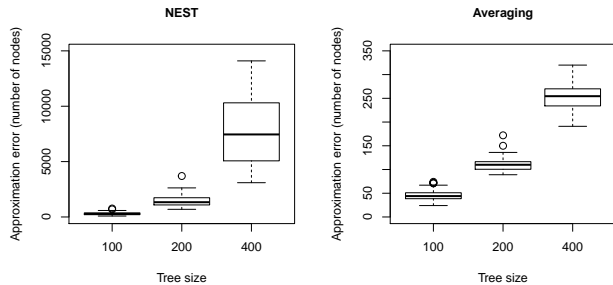 NEST
Approximation error (number of nodes)
15000
10000
5000
0
100 200 400
Tree size
Averaging
Approximation error (number of nodes)
350
250
150
50
0
100 200 400
Tree size